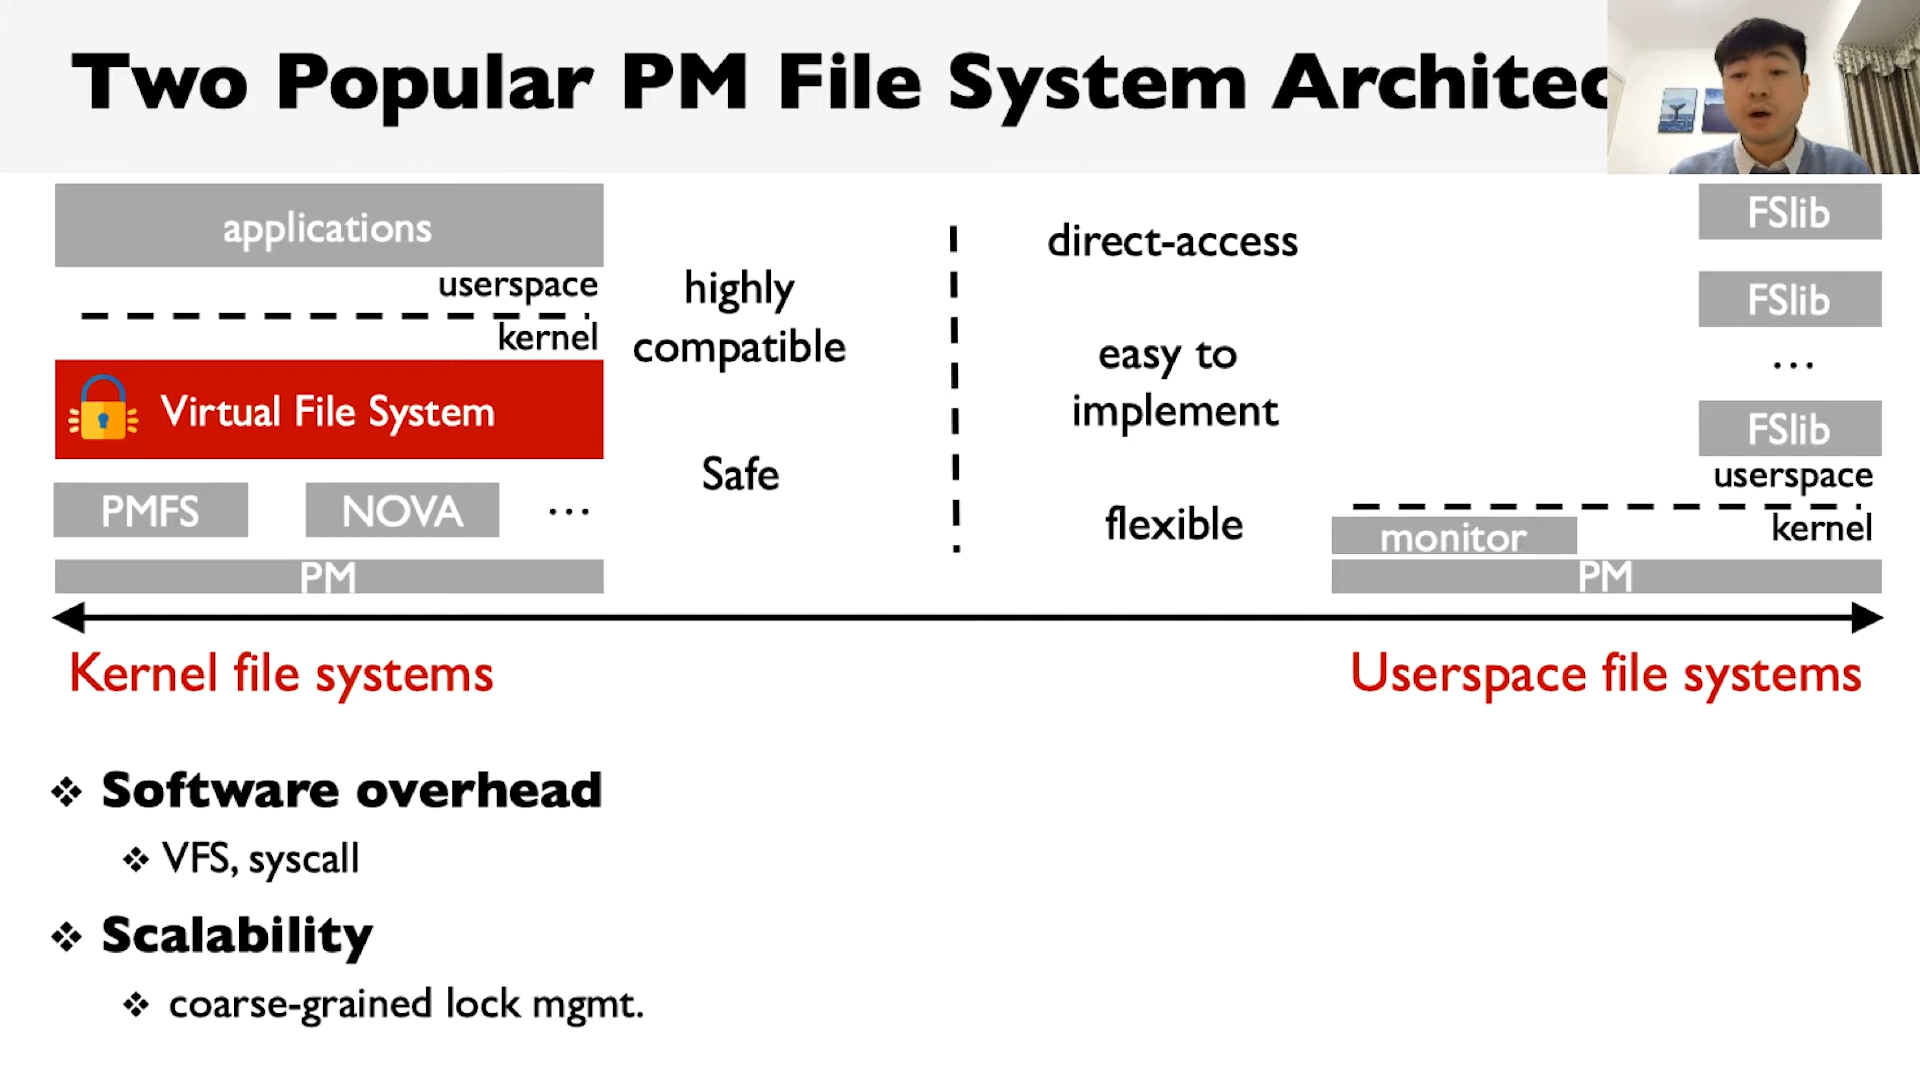 Two Popular PM File System Architec
applications
userspace
kernel
Virtual File System
PMFS
NOVA
...
PM
highly
compatible
Safe
direct-access
easy to
implement
flexible
FSlib
FSlib
...
FSlib
userspace
kernel
monitor
PM
Kernel file systems
Userspace file systems
❖ Software overhead
❖ VFS, syscall
❖ Scalability
❖ coarse-grained lock mgmt.